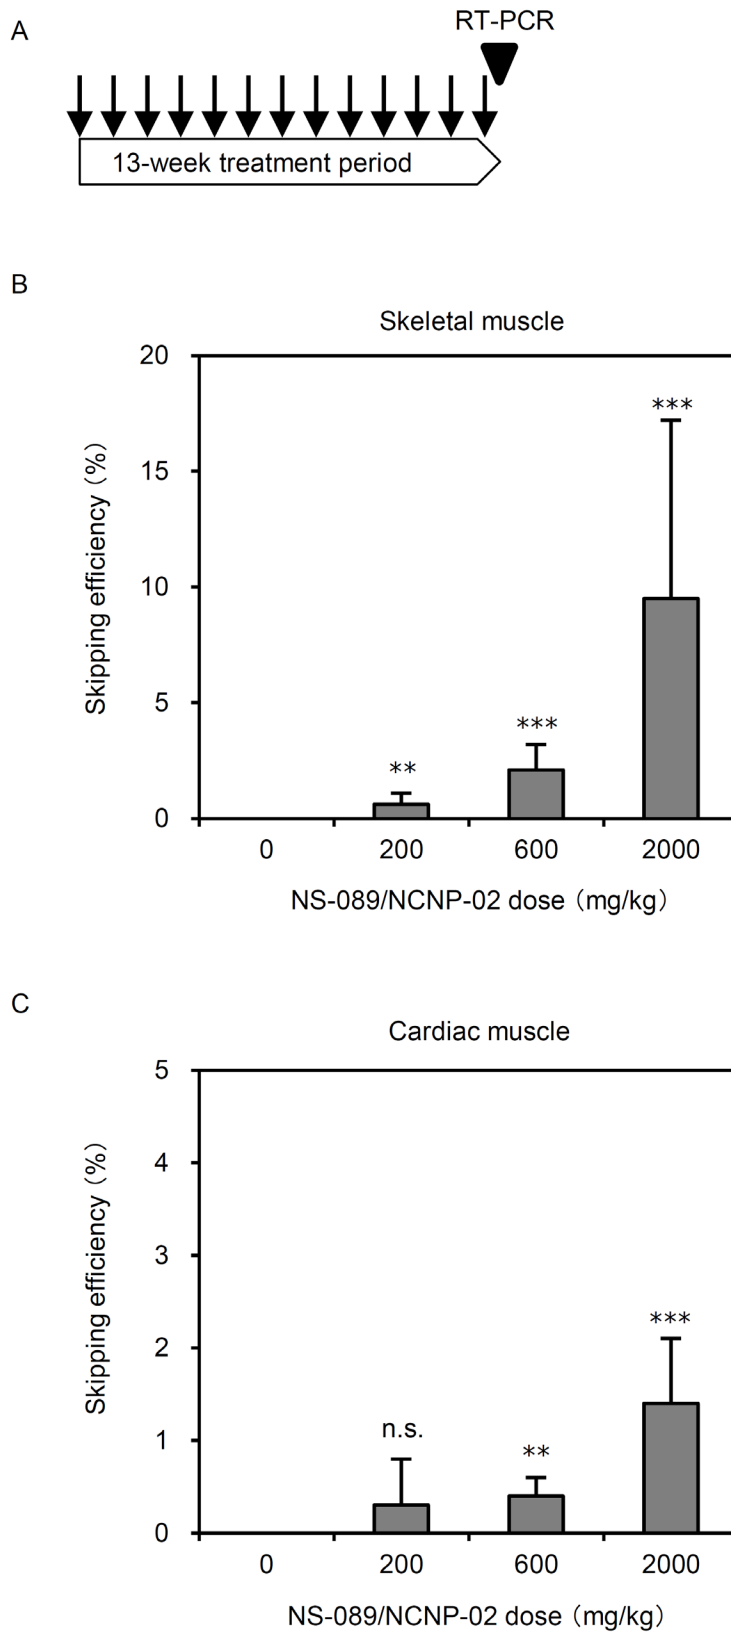 A
RT-PCR
13-week treatment period
B
Skeletal muscle
Skipping efficiency (%)
20
15
10
5
0
***
***
**
0 200 600 2000
NS-089/NCNP-02 dose (mg/kg)
C
Cardiac muscle
Skipping efficiency (%)
5
4
3
2
1
0
***
n.s.
**
0 200 600 2000
NS-089/NCNP-02 dose (mg/kg)